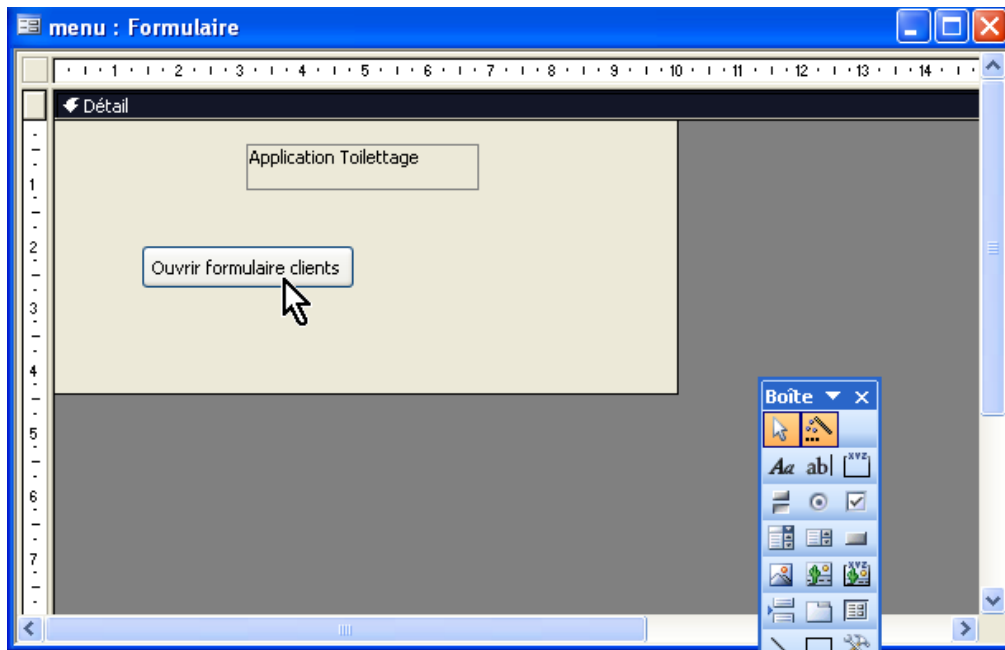 menu : Formulaire
1 2 3 4 5 6 7 8 9 10 11 12 13 14
Détail
Application Toilettage
1
2
Ouvrir formulaire clients
3
4
Boîte
5
Aa ab| XYZ
6
7
XYZ